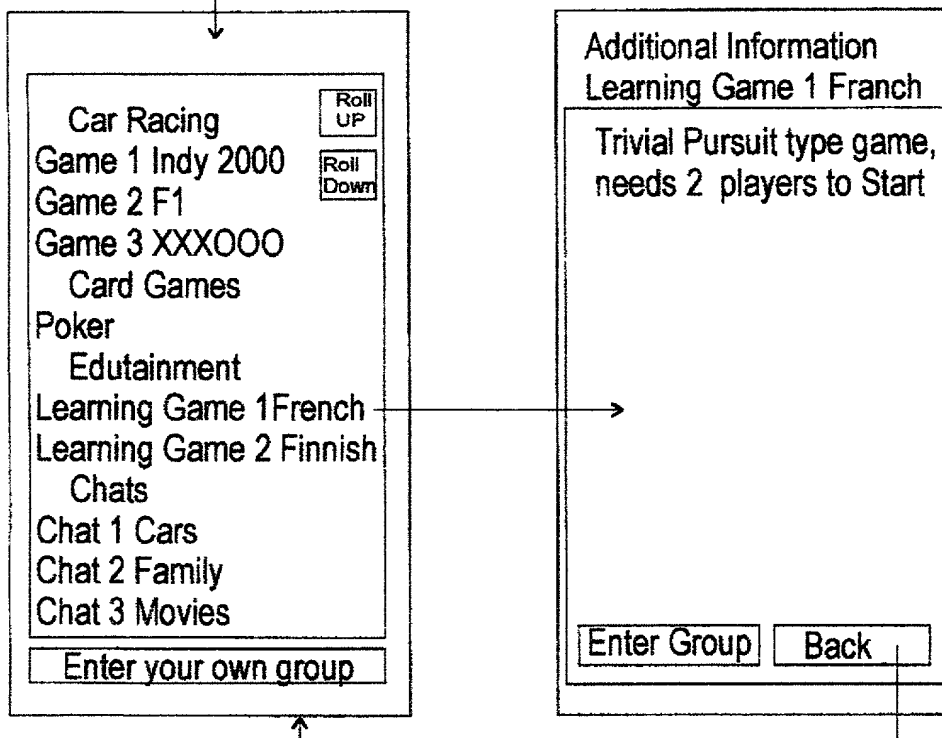 Car Racing
Roll
UP
Game 1 Indy 2000
Roll
Down
Game 2 F1
Game 3 XXXOOO
Card Games
Poker
Edutainment
Learning Game 1French
Learning Game 2 Finnish
Chats
Chat 1 Cars
Chat 2 Family
Chat 3 Movies
Enter your own group
Additional Information
Learning Game 1 Franch
Trivial Pursuit type game,
needs 2 players to Start
Enter Group
Back